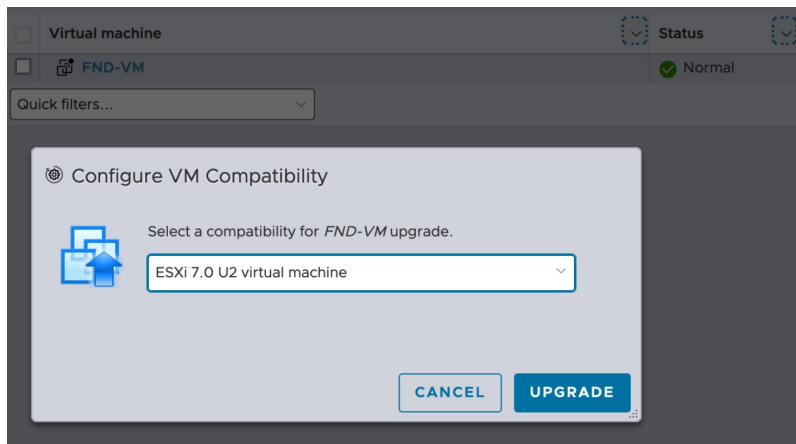 Virtual machine Status
FND-VM Normal
Quick filters...
Configure VM Compatibility
Select a compatibility for FND-VM upgrade.
ESXi 7.0 U2 virtual machine
CANCEL UPGRADE